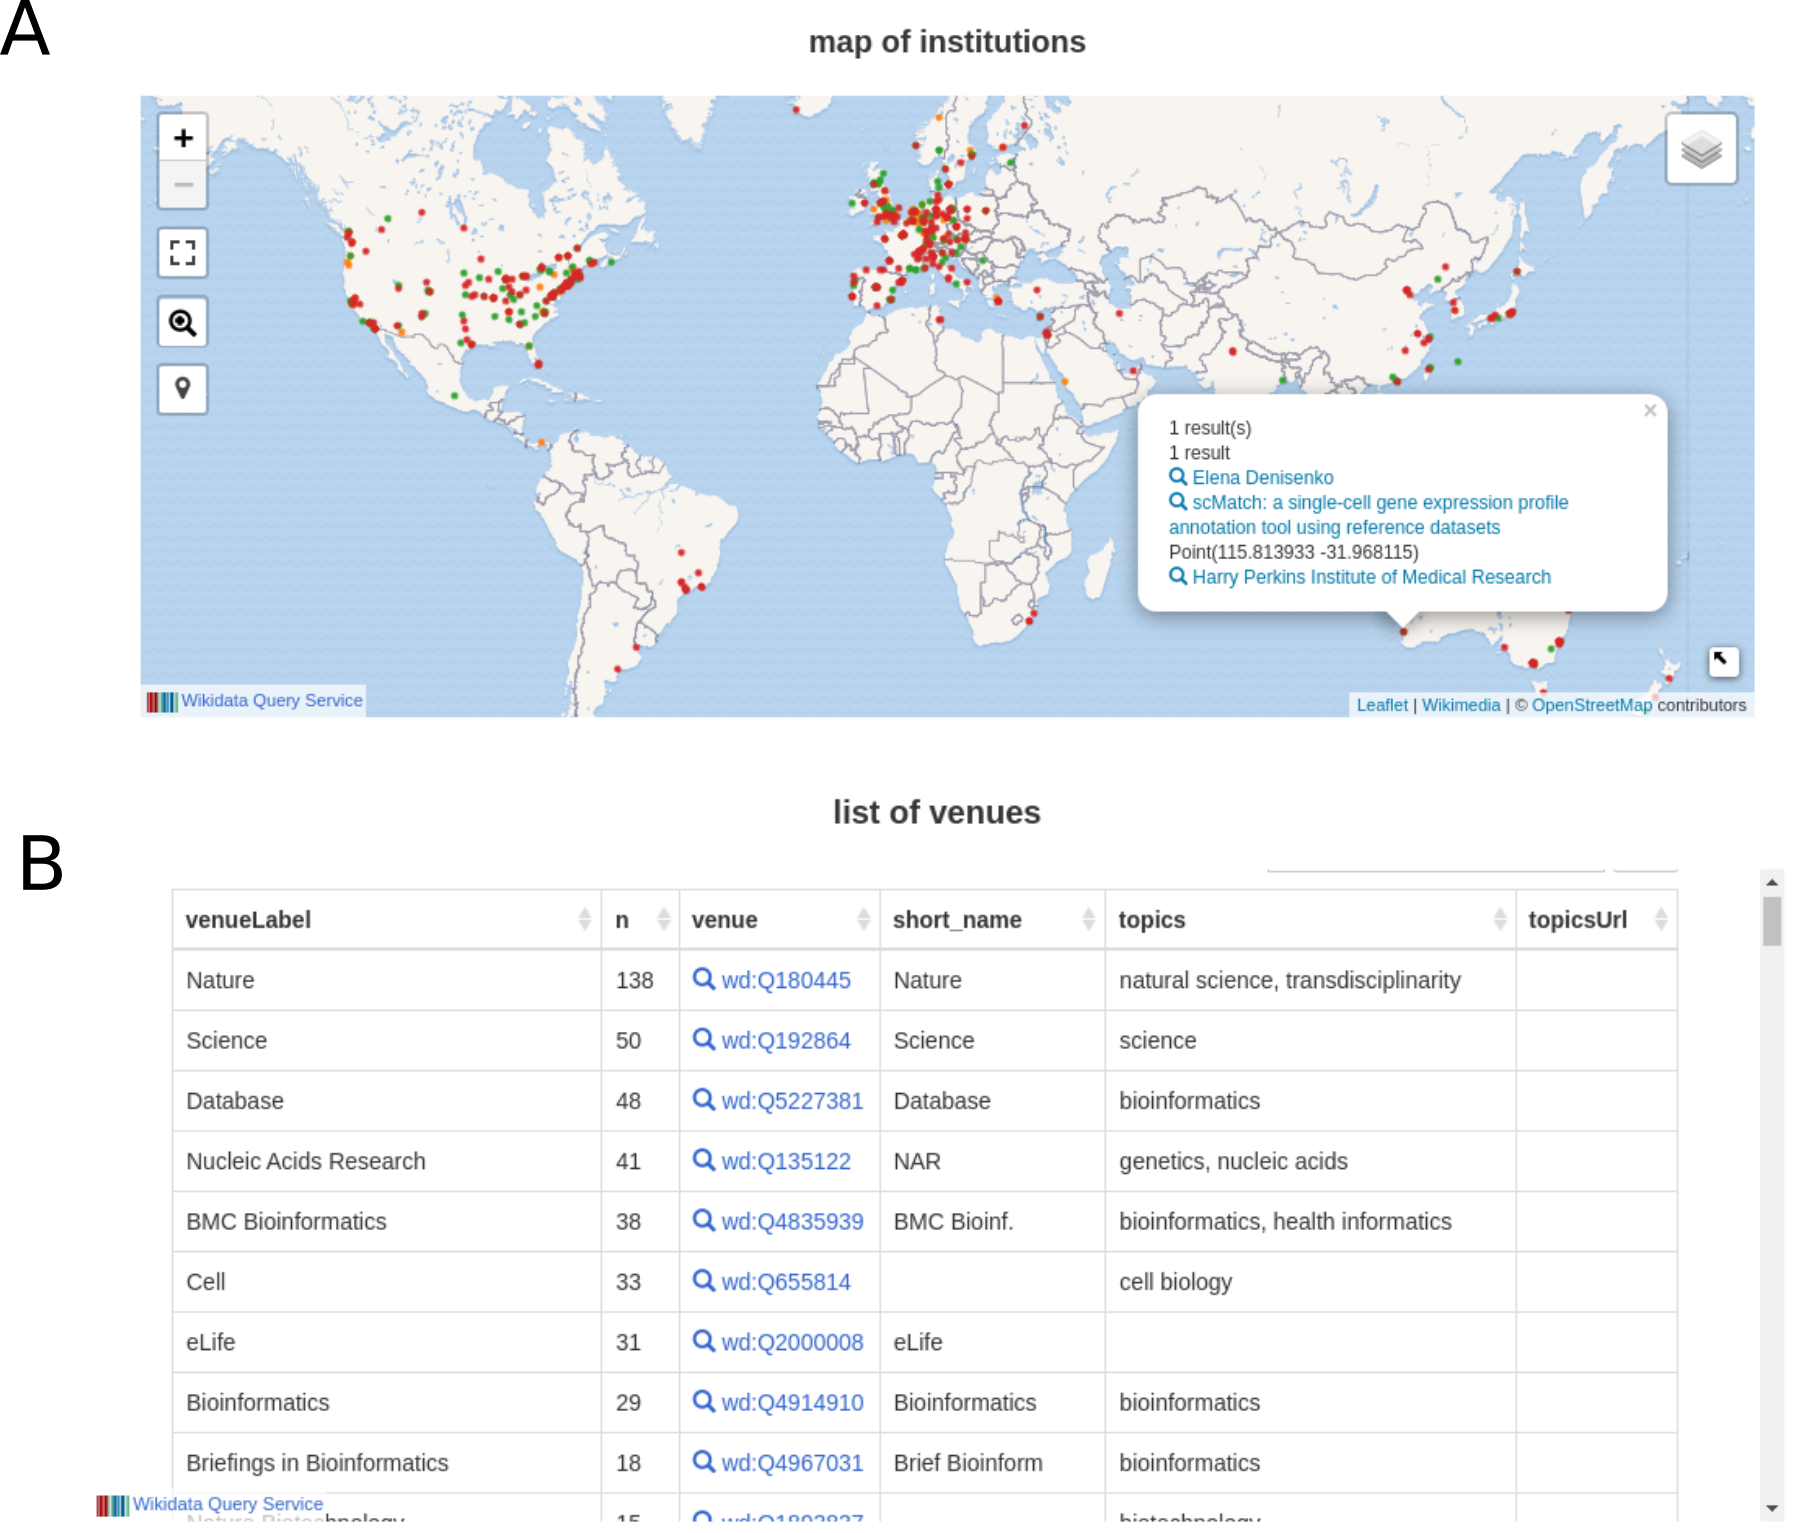 A
map of institutions
+
−
1 result(s)
1 result
Elena Denisenko
scMatch: a single-cell gene expression profile
annotation tool using reference datasets
Point(115.813933 -31.968115)
Harry Perkins Institute of Medical Research
×
Wikidata Query Service
Leaflet | Wikimedia | © OpenStreetMap contributors
B
list of venues
venueLabel n venue short_name topics topicsUrl
Nature 138 wd:Q180445 Nature natural science, transdisciplinarity
Science 50 wd:Q192864 Science science
Database 48 wd:Q5227381 Database bioinformatics
Nucleic Acids Research 41 wd:Q135122 NAR genetics, nucleic acids
BMC Bioinformatics 38 wd:Q4835939 BMC Bioinf. bioinformatics, health informatics
Cell 33 wd:Q655814 cell biology
eLife 31 wd:Q2000008 eLife
Bioinformatics 29 wd:Q4914910 Bioinformatics bioinformatics
Briefings in Bioinformatics 18 wd:Q4967031 Brief Bioinform bioinformatics
Wikidata Query Service
Nature Biotechnology 15 biotechnology